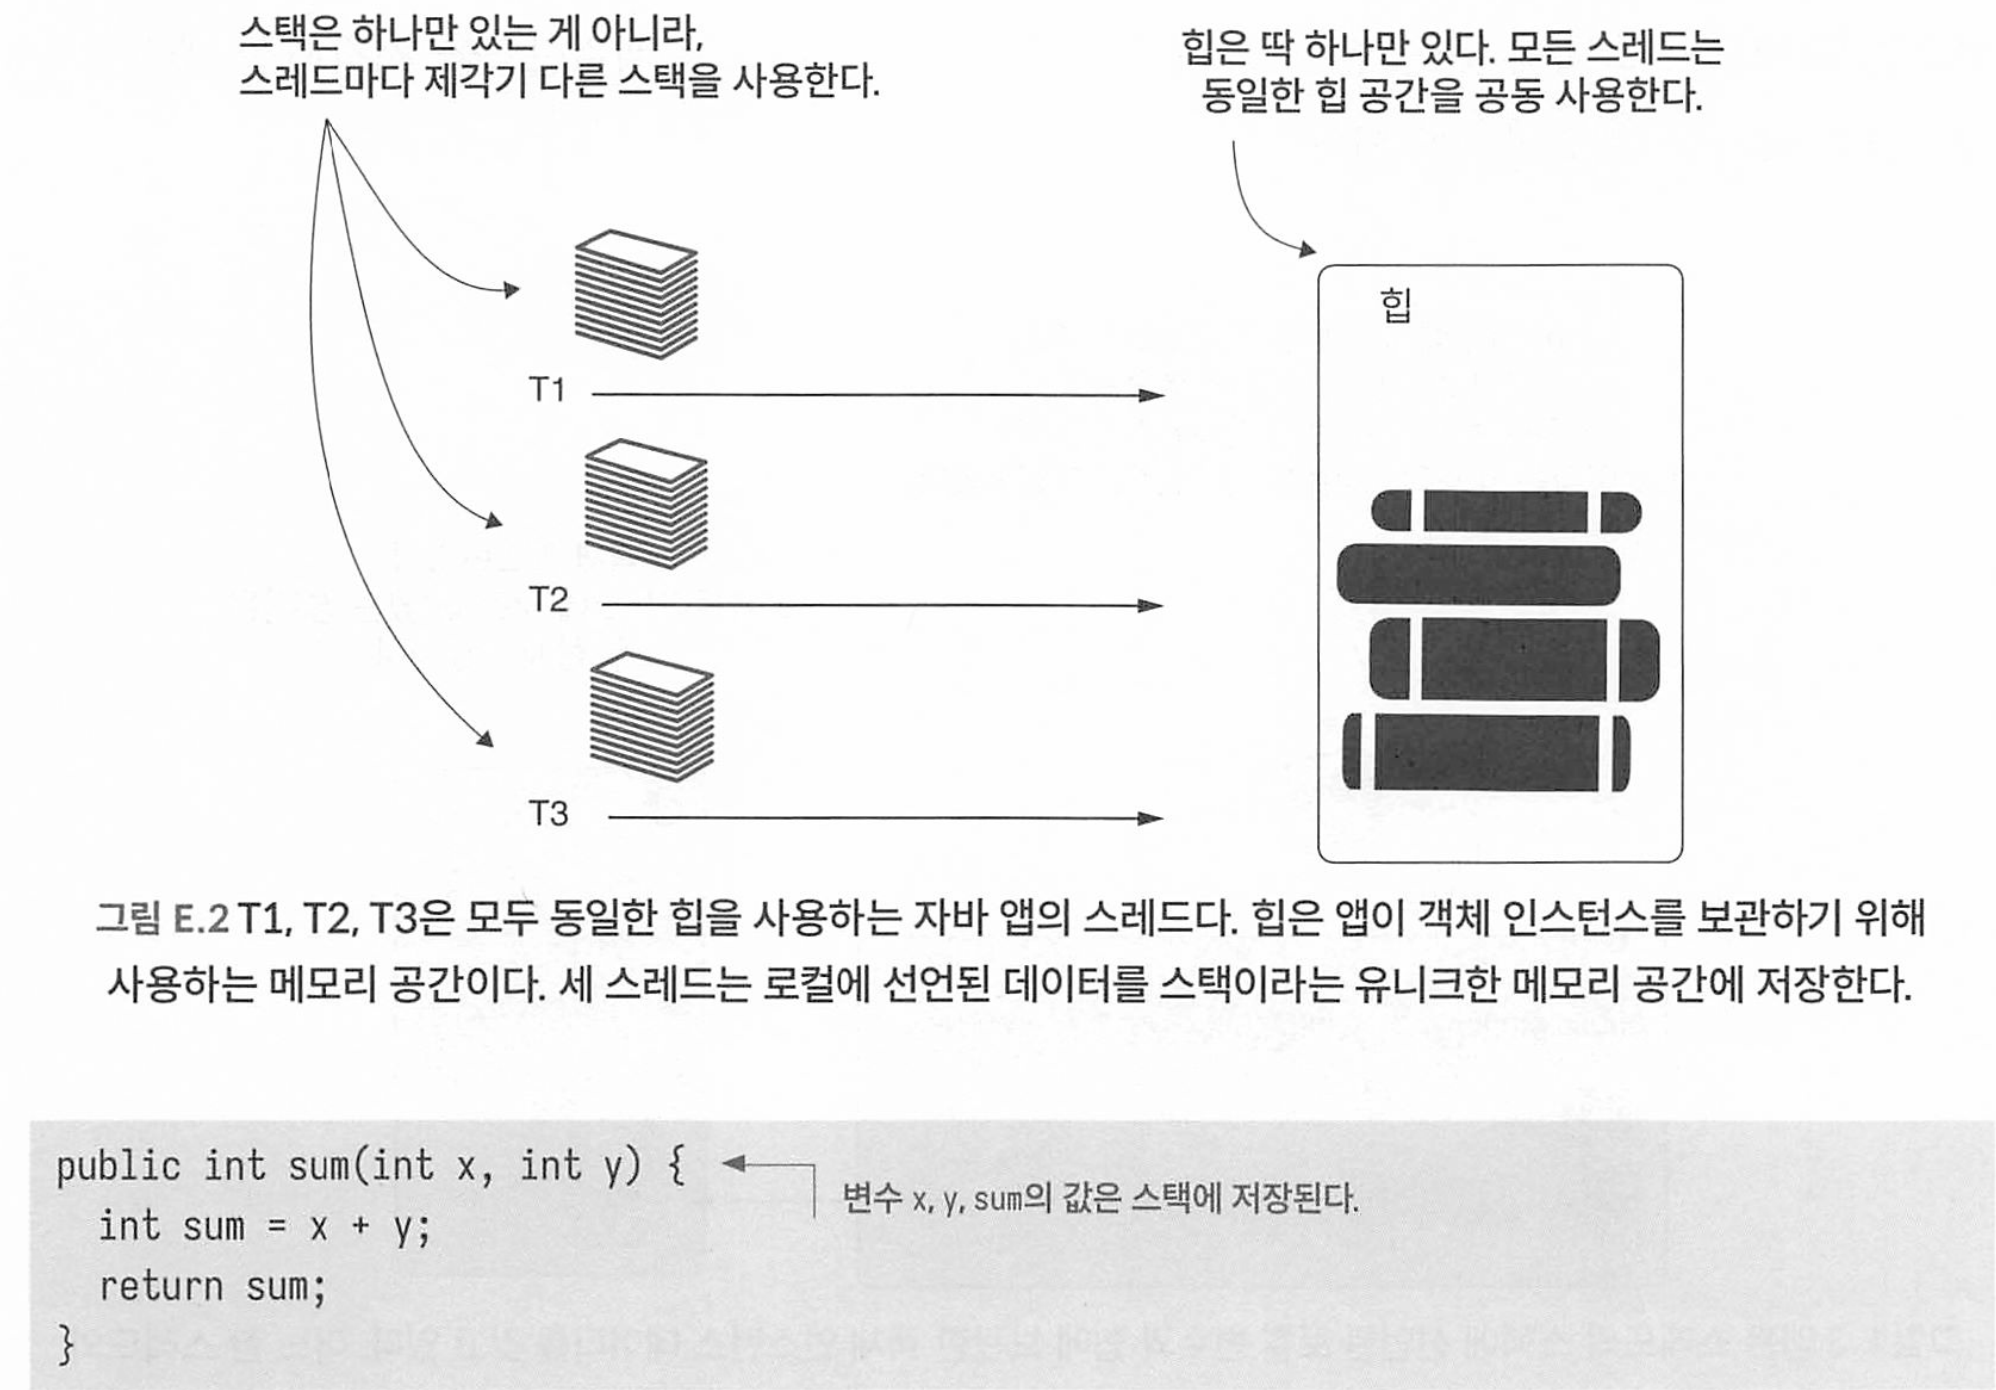 스택은 하나만 있는 게 아니라,
스레드마다 제각기 다른 스택을 사용한다.
힙은 딱 하나만 있다. 모든 스레드는
동일한 힙 공간을 공동 사용한다.
힙
T1
T2
T3
그림 E.2 T1, T2, T3은 모두 동일한 힙을 사용하는 자바 앱의 스레드다. 힙은 앱이 객체 인스턴스를 보관하기 위해
사용하는 메모리 공간이다. 세 스레드는 로컬에 선언된 데이터를 스택이라는 유니크한 메모리 공간에 저장한다.
public int sum(int x, int y) {
변수 x, y, sum의 값은 스택에 저장된다.
int sum = x + y;
return sum;
}